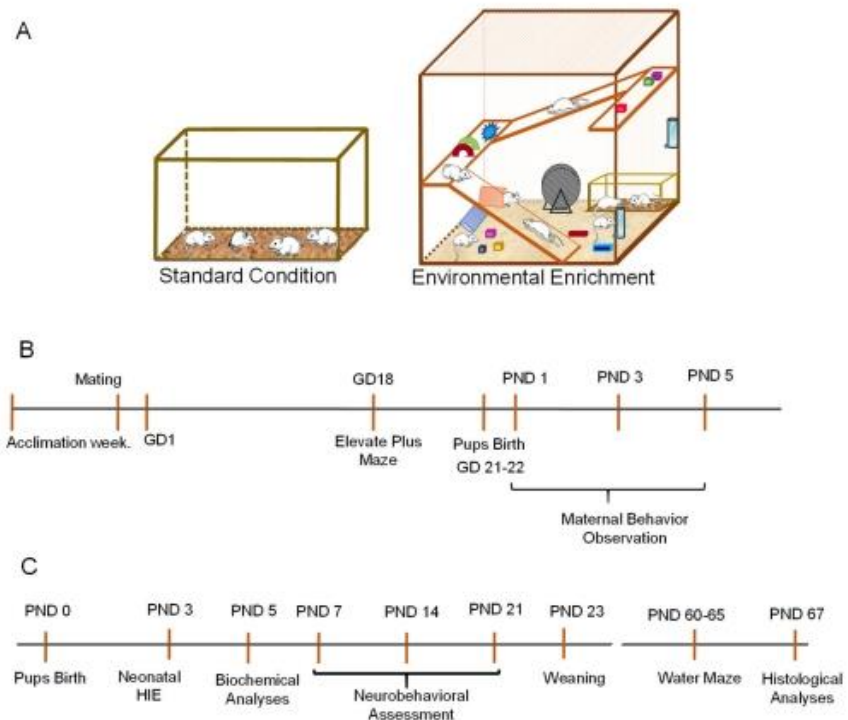 A
Standard Condition
Environmental Enrichment
B
Mating
GD18
PND 1
PND 3
PND 5
Acclimation week.
GD1
Elevate Plus
Maze
Pups Birth
GD 21-22
Maternal Behavior
Observation
C
PND 0
PND 3
PND 5
PND 7
PND 14
PND 21
PND 23
PND 60-65
PND 67
Pups Birth
Neonatal
HIE
Biochemical
Analyses
Neurobehavioral
Assessment
Weaning
Water Maze
Histological
Analyses